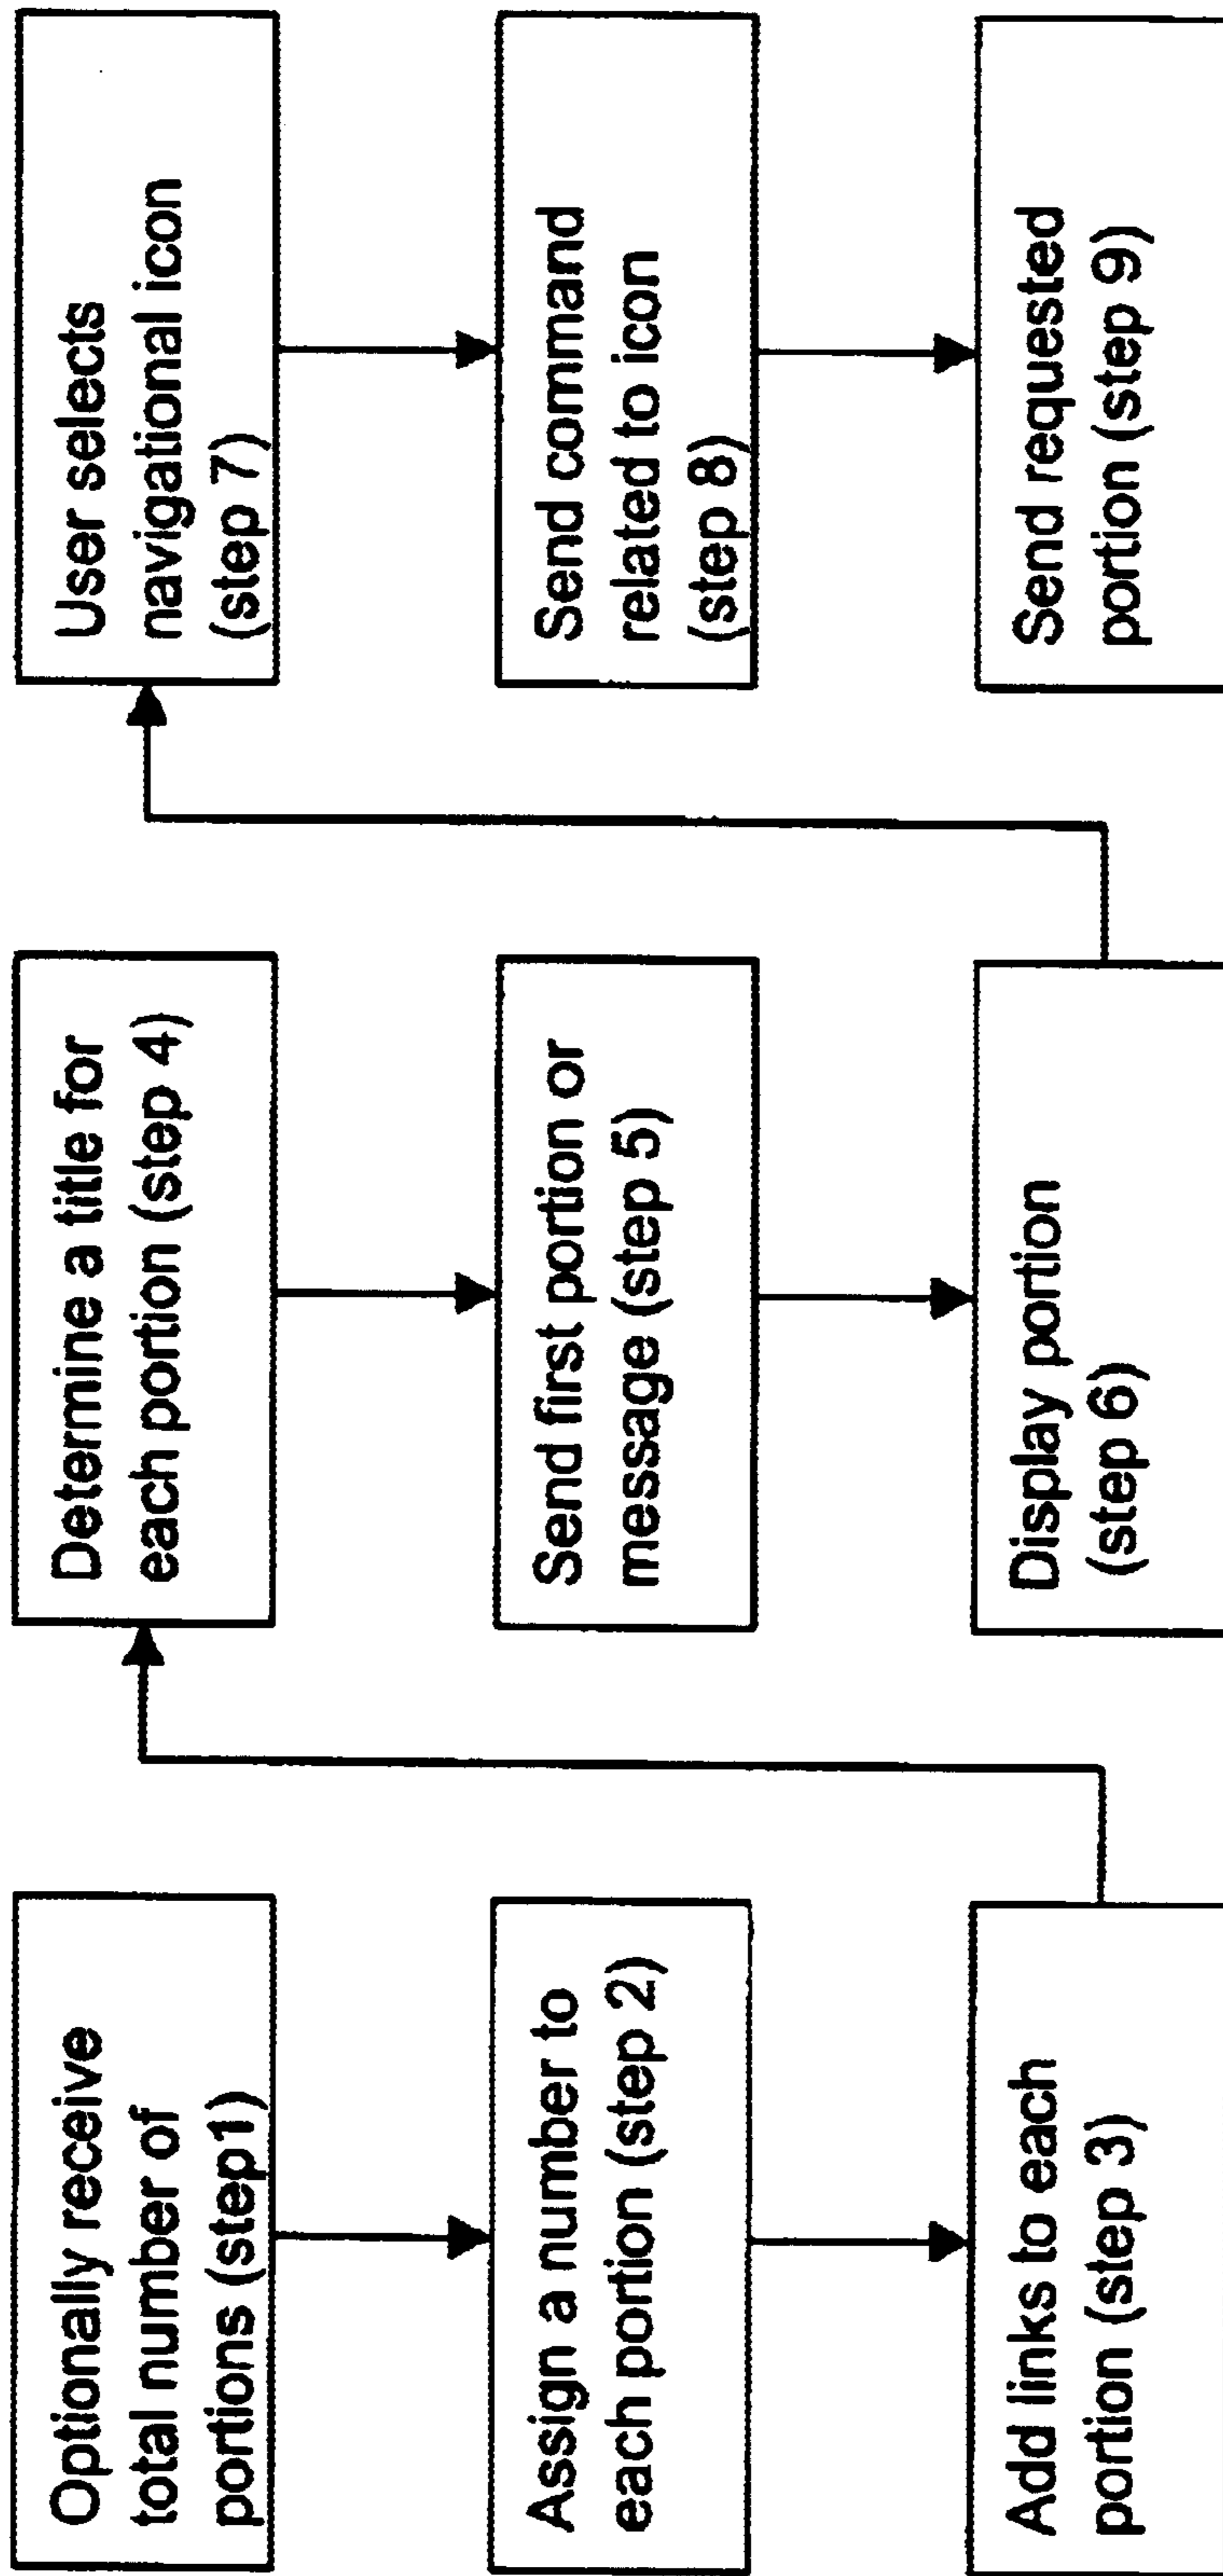 Optionally receive
total number of
portions (step1)
Assign a number to
each portion (step 2)
Add links to each
portion (step 3)
Determine a title for
each portion (step 4)
Send first portion or
message (step 5)
Display portion
(step 6)
User selects
navigational icon
(step 7)
Send command
related to icon
(step 8)
Send requested
portion (step 9)